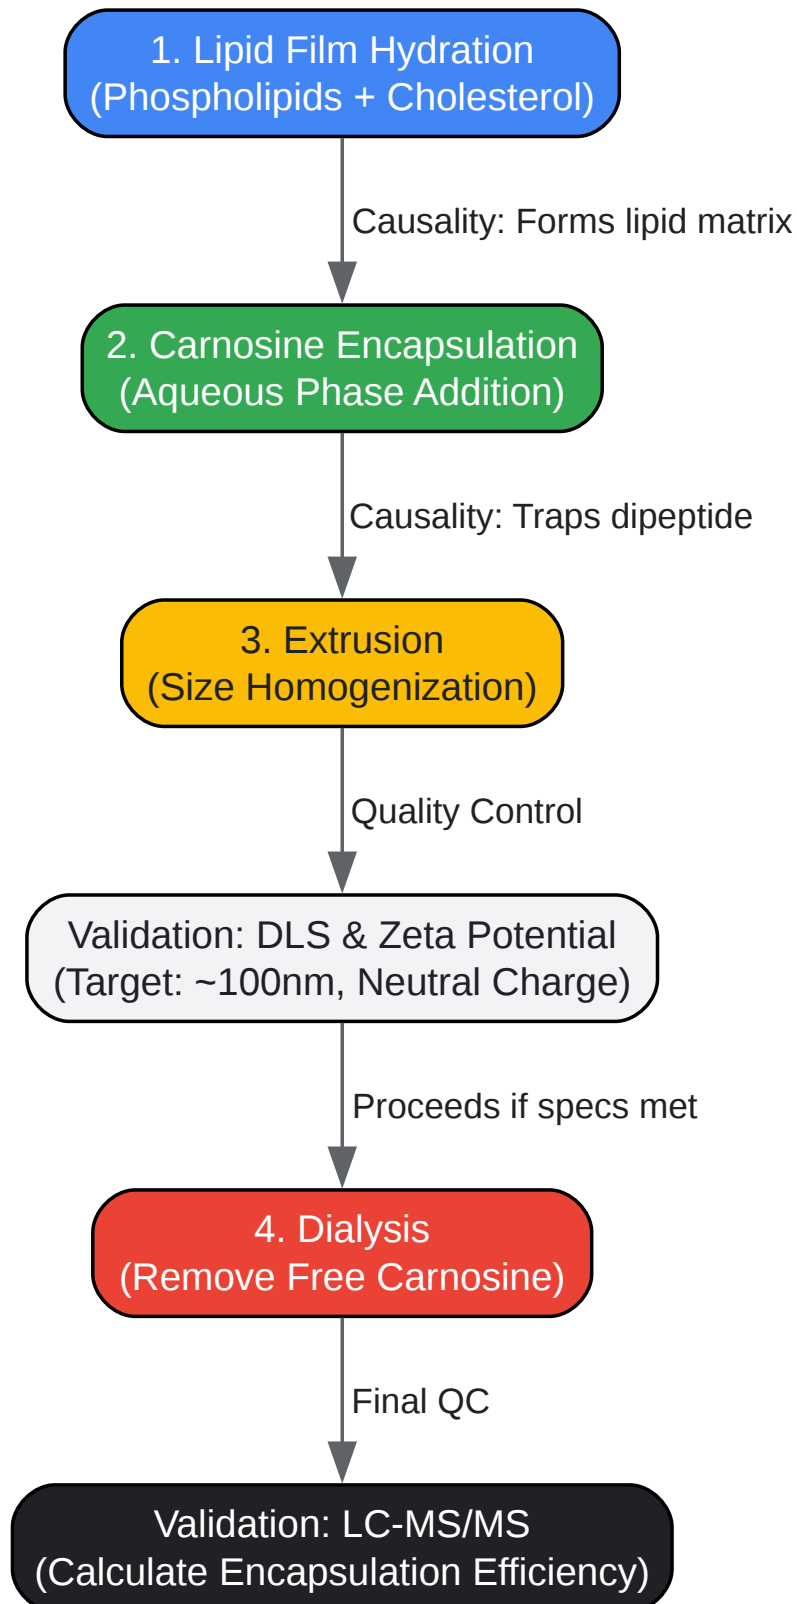 1. Lipid Film Hydration
(Phospholipids + Cholesterol)
Causality: Forms lipid matrix
2. Carnosine Encapsulation
(Aqueous Phase Addition)
Causality: Traps dipeptide
3. Extrusion
(Size Homogenization)
Quality Control
Validation: DLS & Zeta Potential
(Target: ~100nm, Neutral Charge)
Proceeds if specs met
4. Dialysis
(Remove Free Carnosine)
Final QC
Validation: LC-MS/MS
(Calculate Encapsulation Efficiency)